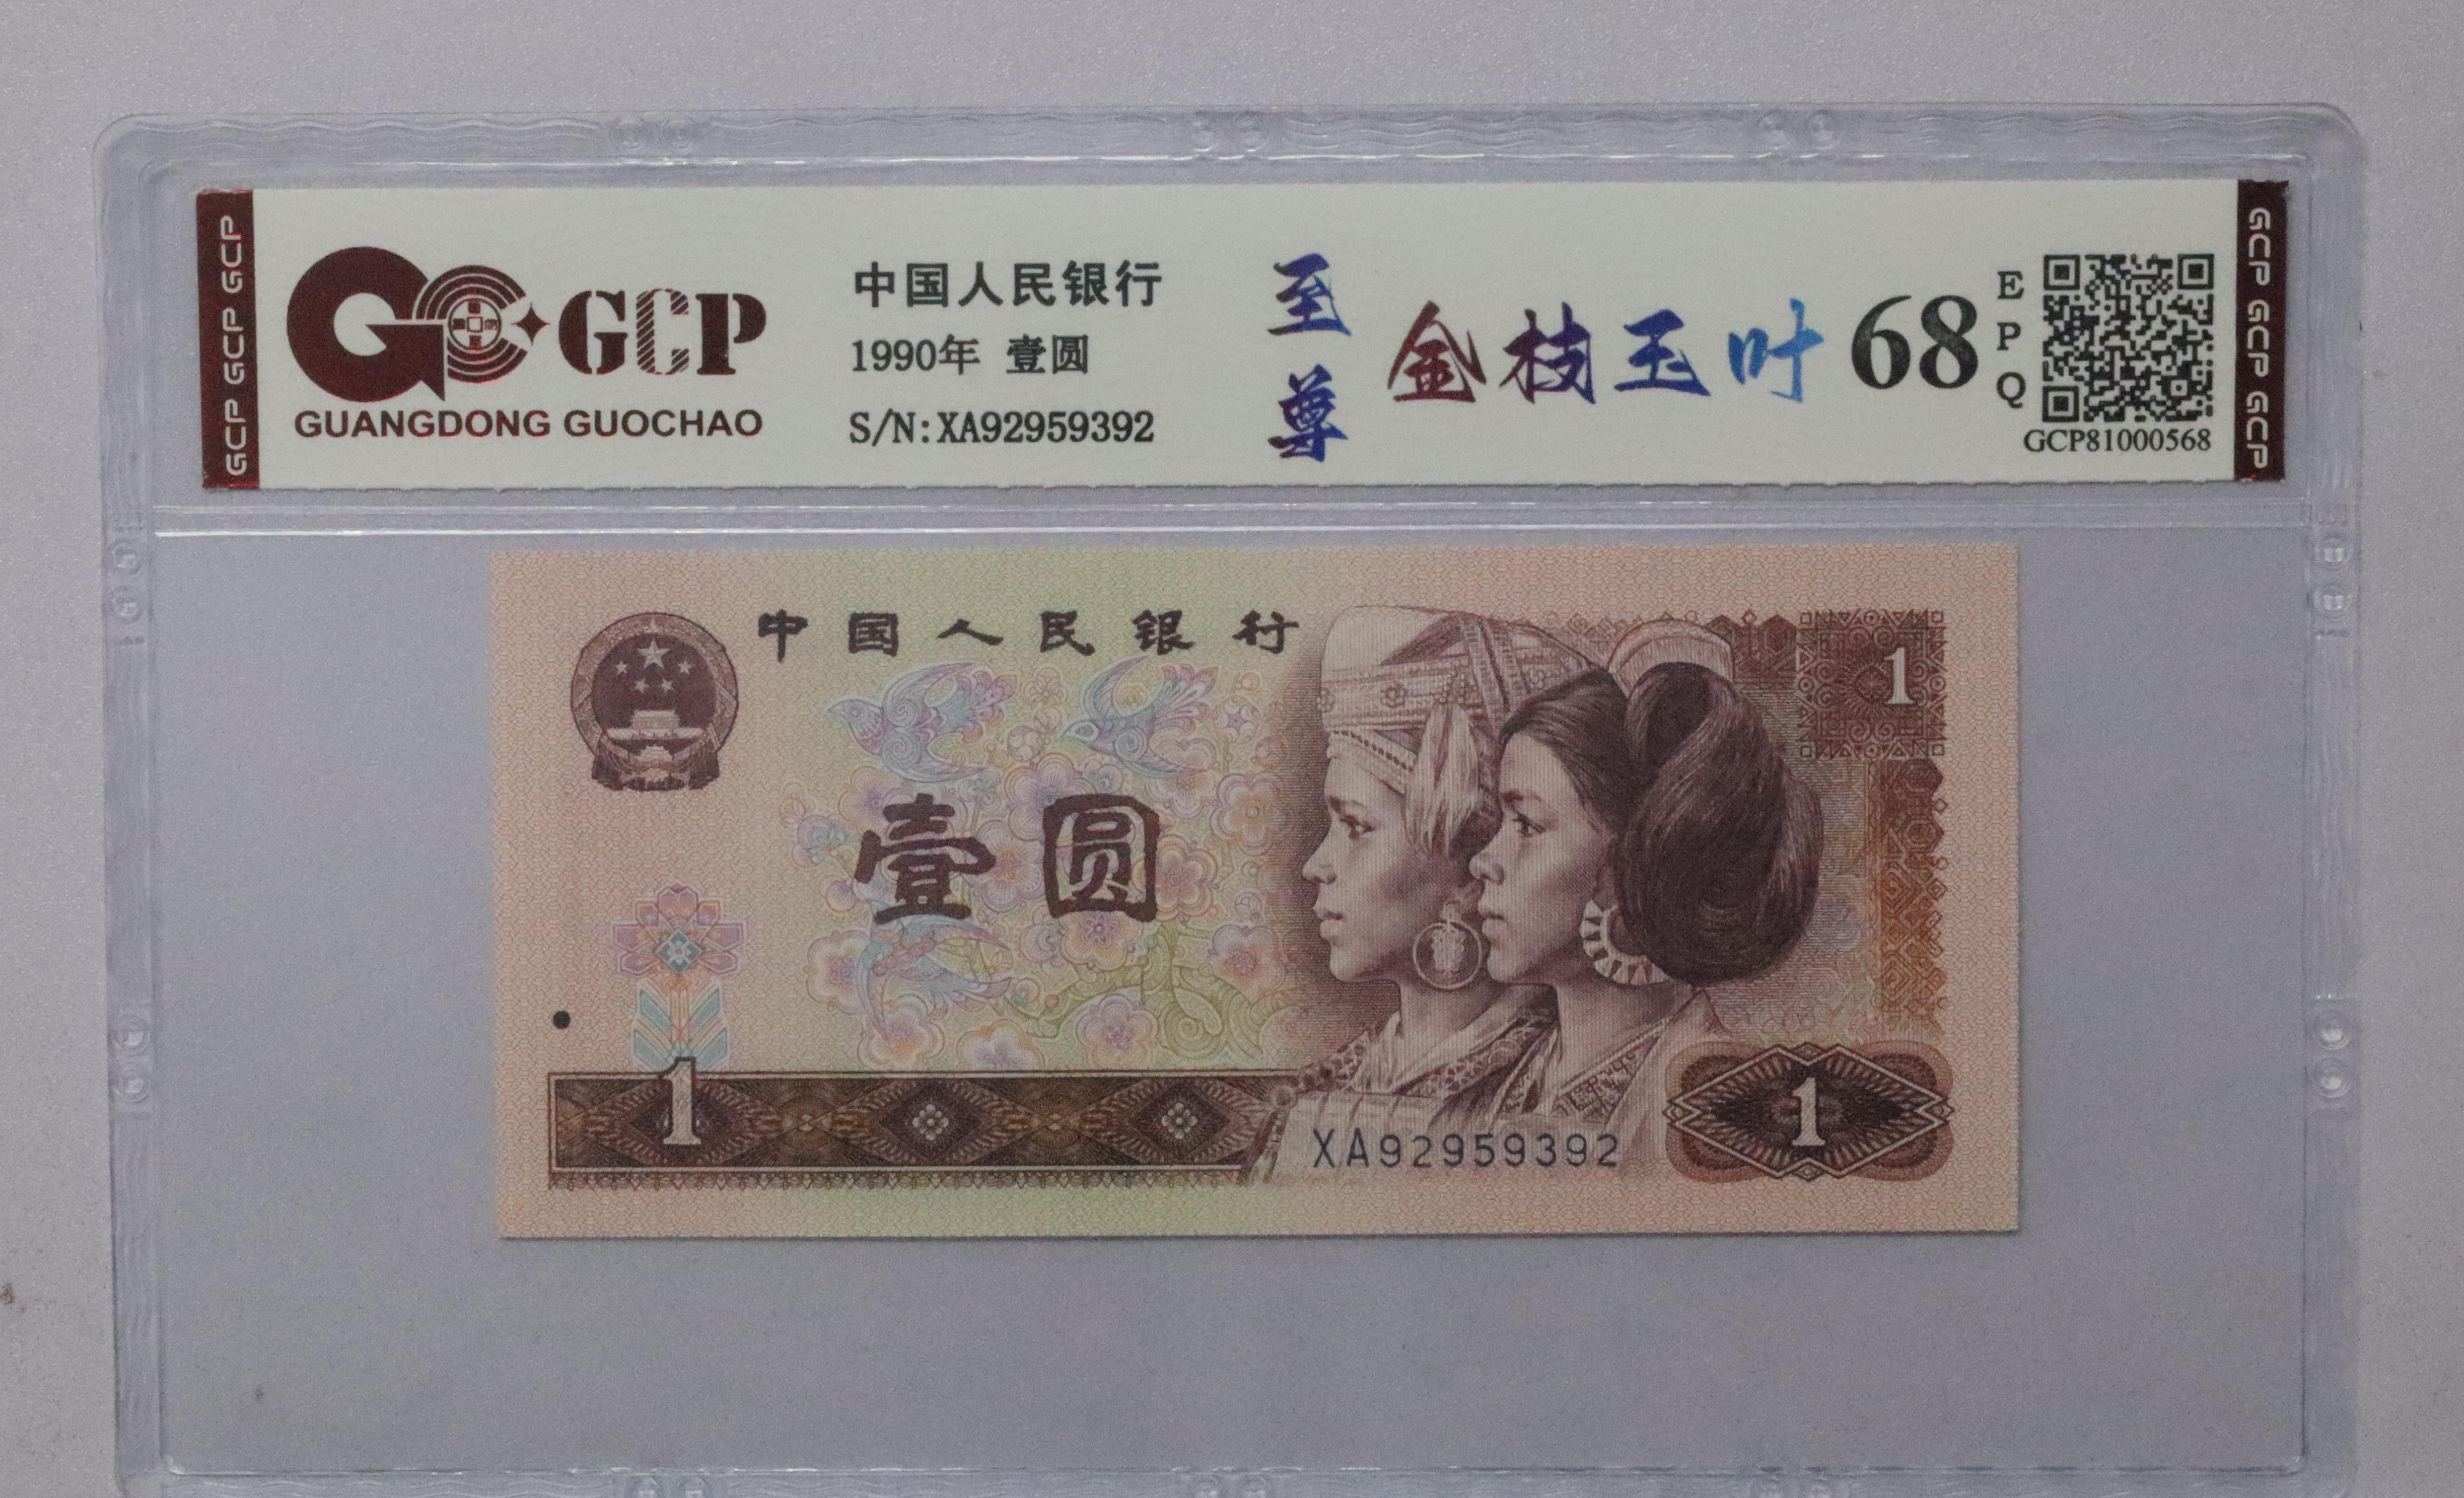 GCP GCP GCP
GCP
GUANGDONG GUOCHAO
中国人民银行
1990年 壹圆
S/N:XA92959392
至尊
金枝玉叶
68
EPQ
GCP81000568
GCP GCP GCP
中国人民银行
1
壹圆
1
XA92959392
1